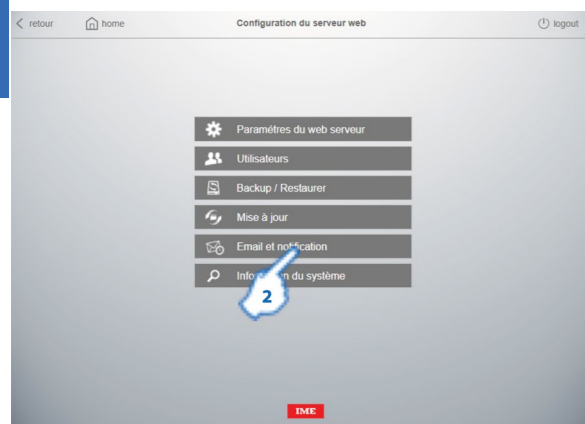 retour home Configuration du serveur web logout
Paramétres du web serveur
Utilisateurs
Backup / Restaurer
Mise à jour
Email et notification
du système
2
IME